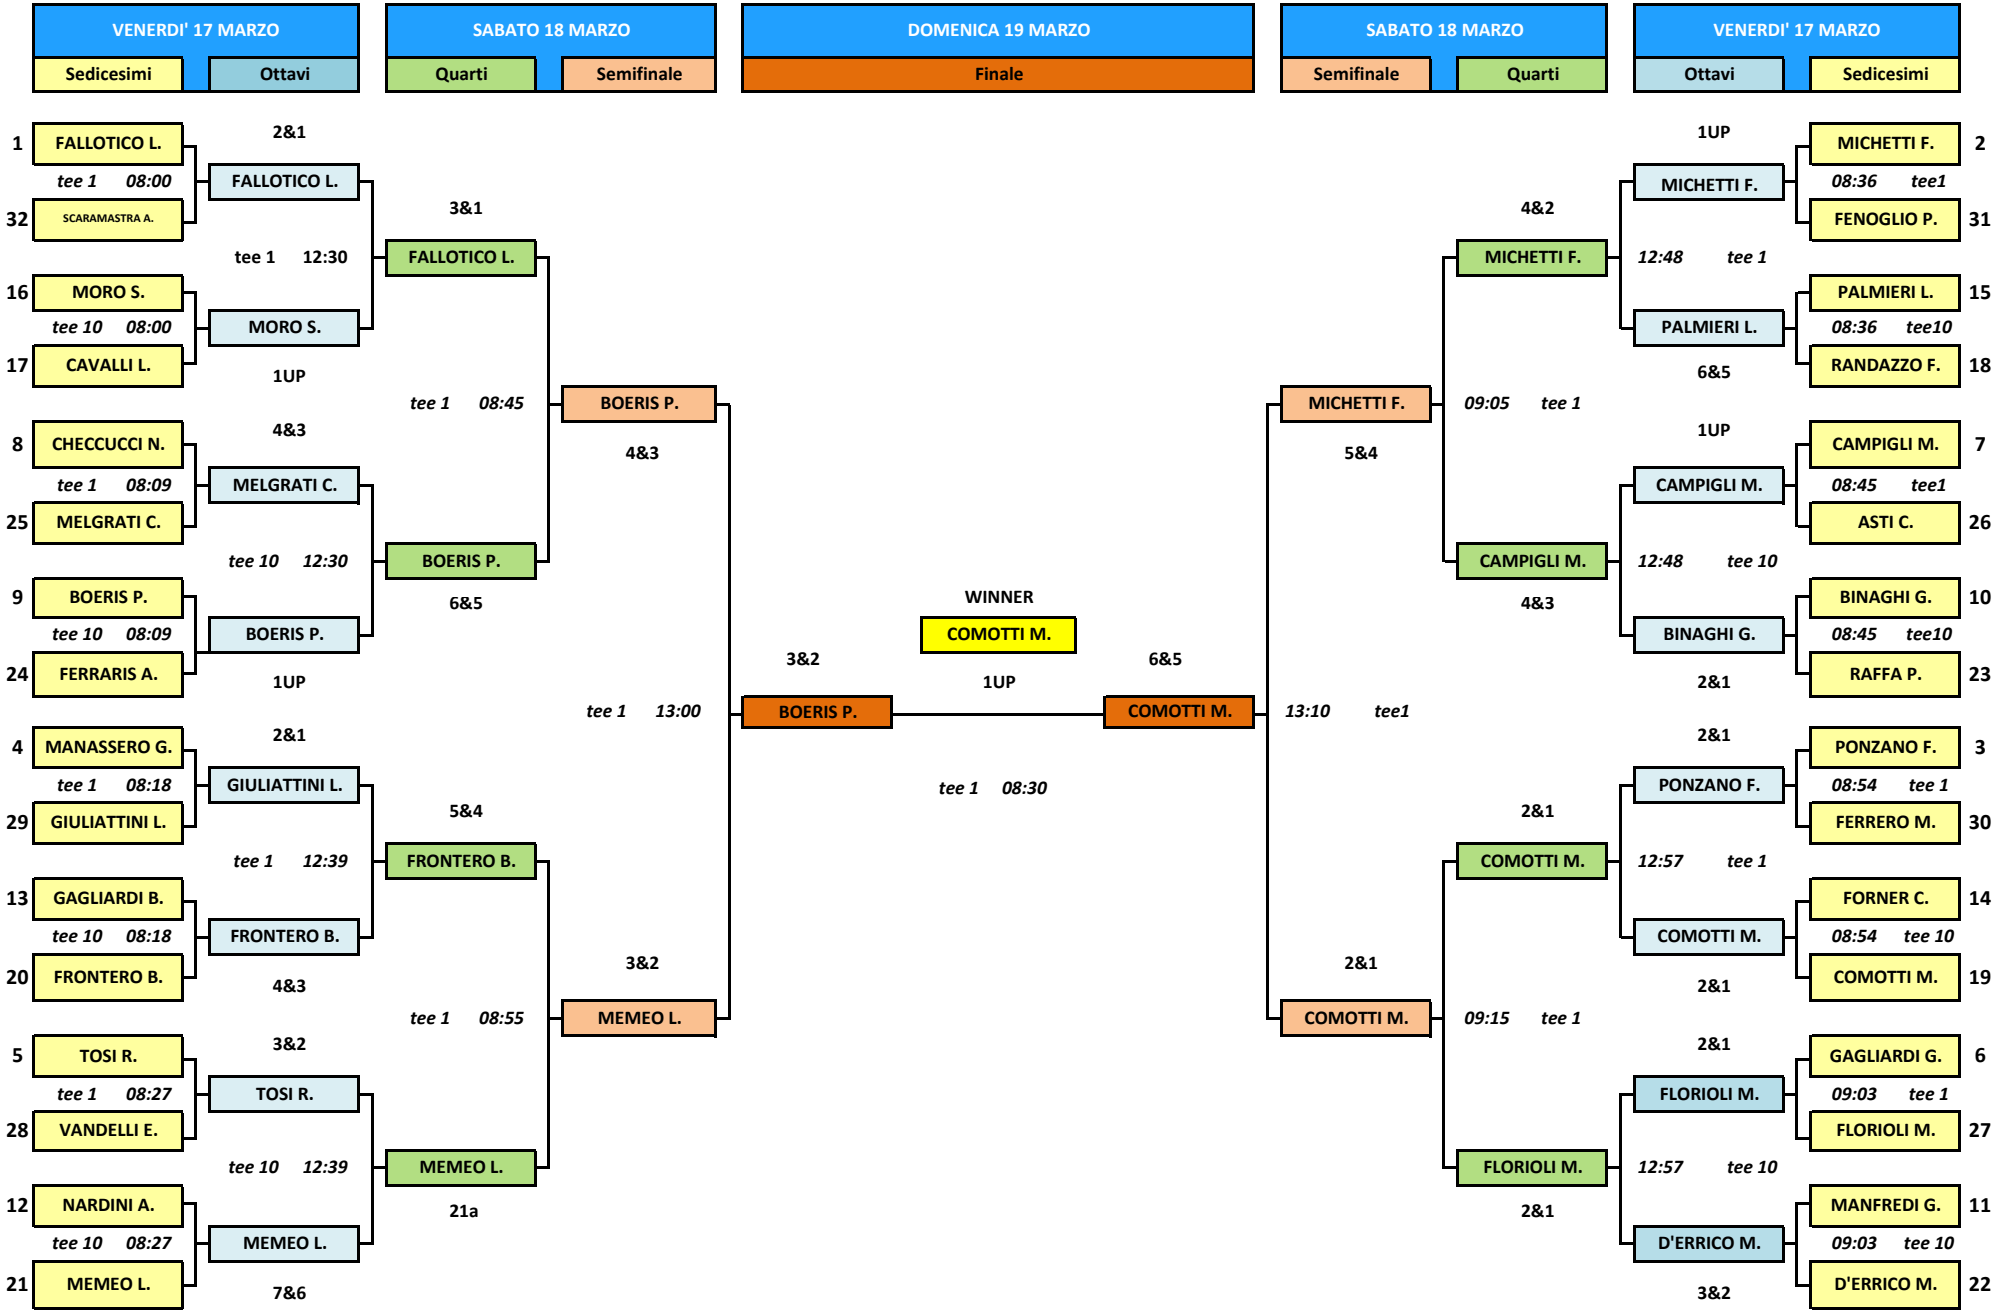 VENERDI' 17 MARZO SABATO 18 MARZO DOMENICA 19 MARZO SABATO 18 MARZO VENERDI' 17 MARZO
Sedicesimi Ottavi Quarti Semifinale Finale Semifinale Quarti Ottavi Sedicesimi
2&1 1UP
1 FALLOTICO L. MICHETTI F. 2
tee 1 08:00 FALLOTICO L. MICHETTI F. 08:36 tee1
3&1 4&2
32 SCARAMASTRA A. FENOGLIO P. 31
tee 1 12:30 FALLOTICO L. MICHETTI F. 12:48 tee 1
16 MORO S. PALMIERI L. 15
tee 10 08:00 MORO S. PALMIERI L. 08:36 tee10
17 CAVALLI L. RANDAZZO F. 18
1UP 6&5
tee 1 08:45 BOERIS P. MICHETTI F. 09:05 tee 1
4&3 1UP
8 CHECCUCCI N. 4&3 5&4 CAMPIGLI M. 7
tee 1 08:09 MELGRATI C. CAMPIGLI M. 08:45 tee1
25 MELGRATI C. ASTI C. 26
tee 10 12:30 BOERIS P. CAMPIGLI M. 12:48 tee 10
9 BOERIS P. 6&5 WINNER 4&3 BINAGHI G. 10
tee 10 08:09 BOERIS P. COMOTTI M. BINAGHI G. 08:45 tee10
3&2 6&5
24 FERRARIS A. RAFFA P. 23
1UP 1UP 2&1
tee 1 13:00 BOERIS P. COMOTTI M. 13:10 tee1
2&1 2&1
4 MANASSERO G. PONZANO F. 3
tee 1 08:18 GIULIATTINI L. tee 1 08:30 PONZANO F. 08:54 tee 1
5&4 2&1
29 GIULIATTINI L. FERRERO M. 30
tee 1 12:39 FRONTERO B. COMOTTI M. 12:57 tee 1
13 GAGLIARDI B. FORNER C. 14
tee 10 08:18 FRONTERO B. COMOTTI M. 08:54 tee 10
3&2 2&1
20 FRONTERO B. COMOTTI M. 19
4&3 2&1
tee 1 08:55 MEMEO L. COMOTTI M. 09:15 tee 1
3&2 2&1
5 TOSI R. GAGLIARDI G. 6
tee 1 08:27 TOSI R. FLORIOLI M. 09:03 tee 1
28 VANDELLI E. FLORIOLI M. 27
tee 10 12:39 MEMEO L. FLORIOLI M. 12:57 tee 10
12 NARDINI A. 21a 2&1 MANFREDI G. 11
tee 10 08:27 MEMEO L. D'ERRICO M. 09:03 tee 10
21 MEMEO L. D'ERRICO M. 22
7&6 3&2